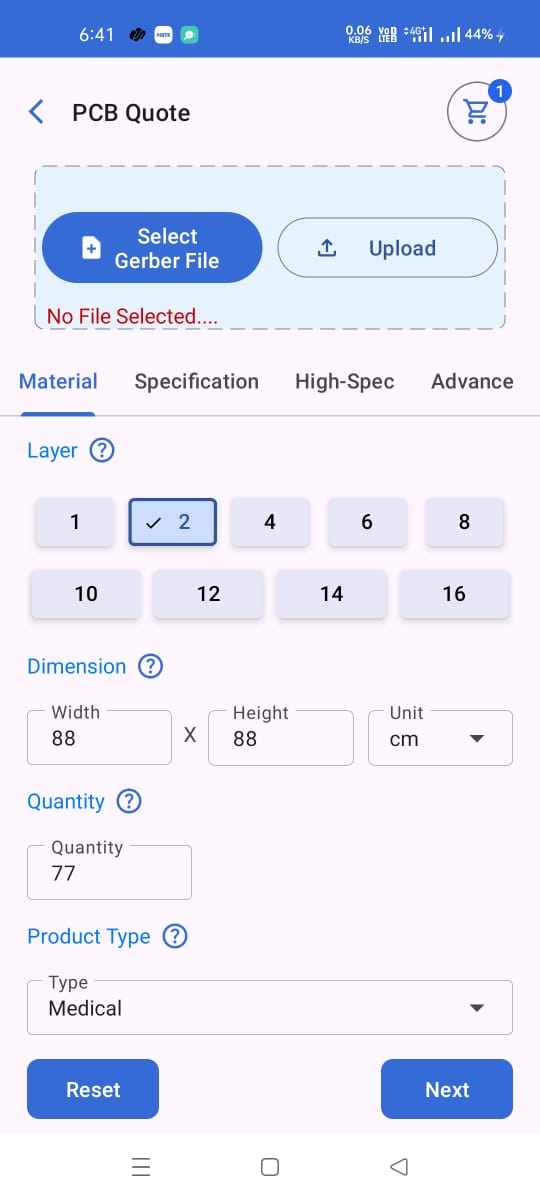 6:41
0.06 KB/S
VoD LTEB
4G+
44%
PCB Quote
1
Select
Gerber File
Upload
No File Selected....
Material Specification High-Spec Advance
Layer ?
1 2 4 6 8
10 12 14 16
Dimension ?
Width Height Unit
88 X 88 cm
Quantity ?
Quantity
77
Product Type ?
Type
Medical
Reset Next